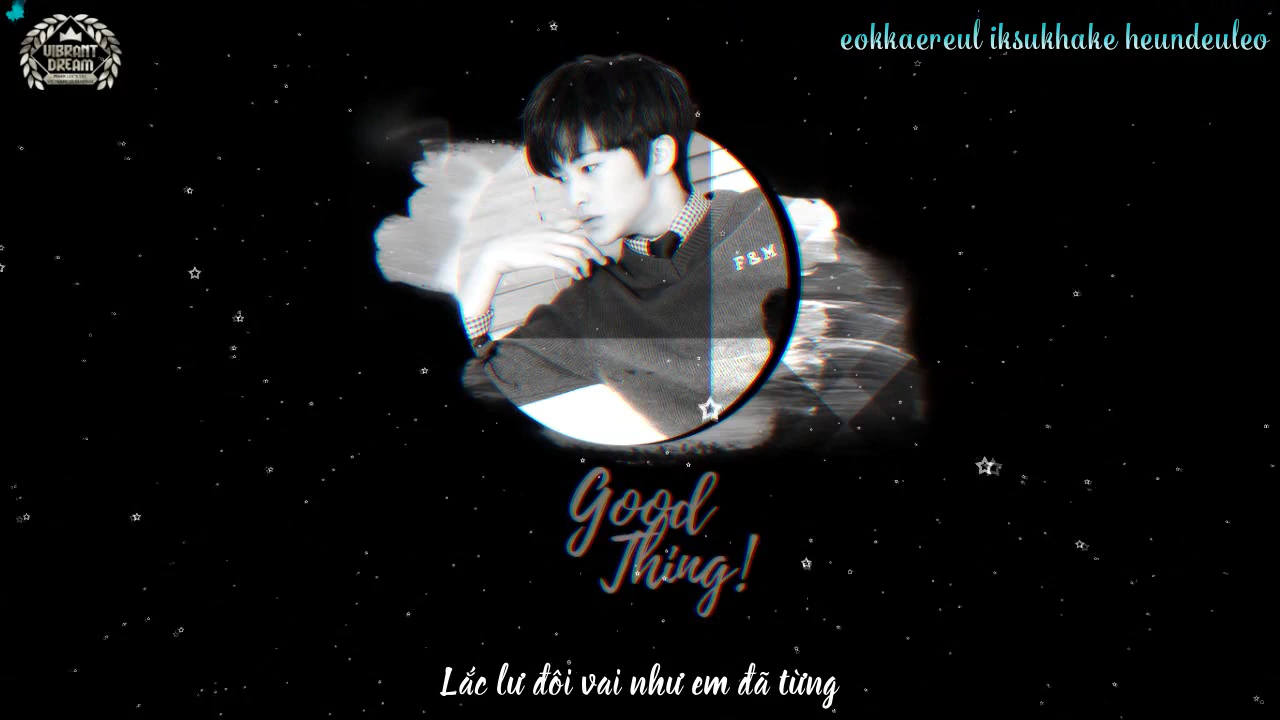 VIBRANT
DREAM
eokkaereul iksukhake heundeuleo
F&M
Good
Thing!
Lắc lư đôi vai như em đã từng